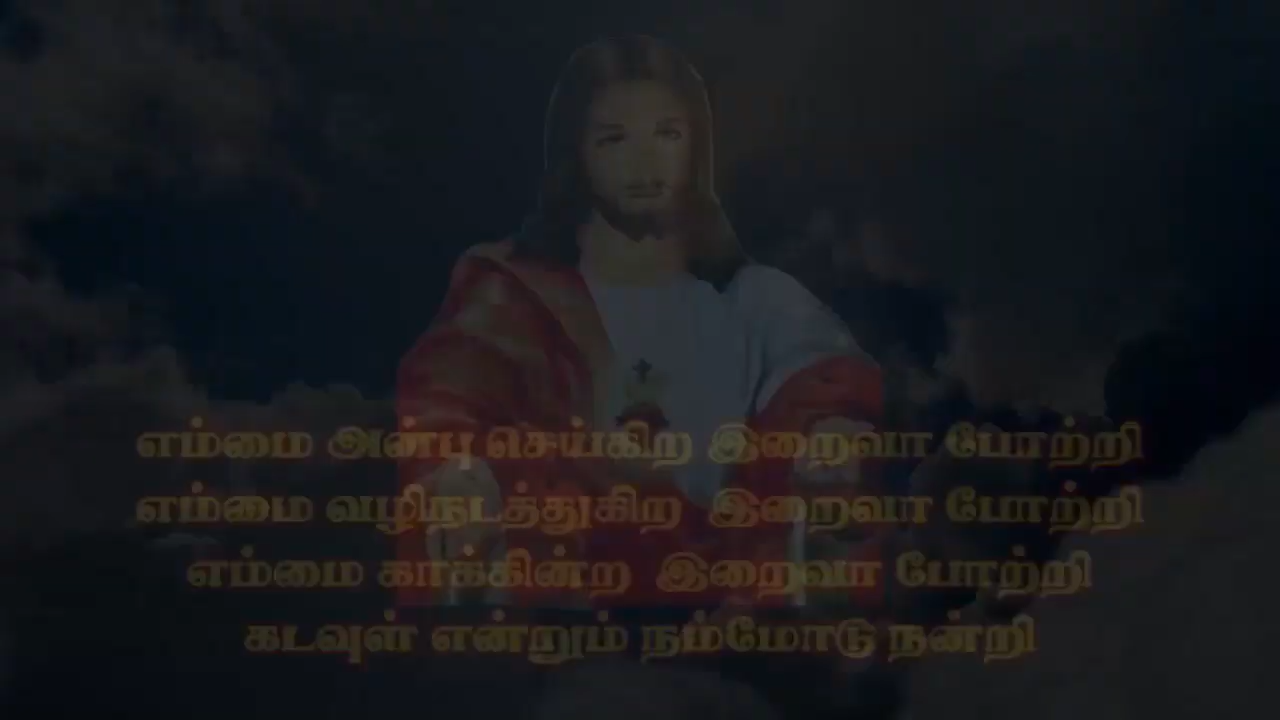 எம்மை அன்பு செய்கிற இறைவா போற்றி
எம்மை வழிநடத்துகிற இறைவா போற்றி
எம்மை காக்கின்ற இறைவா போற்றி
கடவுள் என்றும் நம்மோடு நன்றி